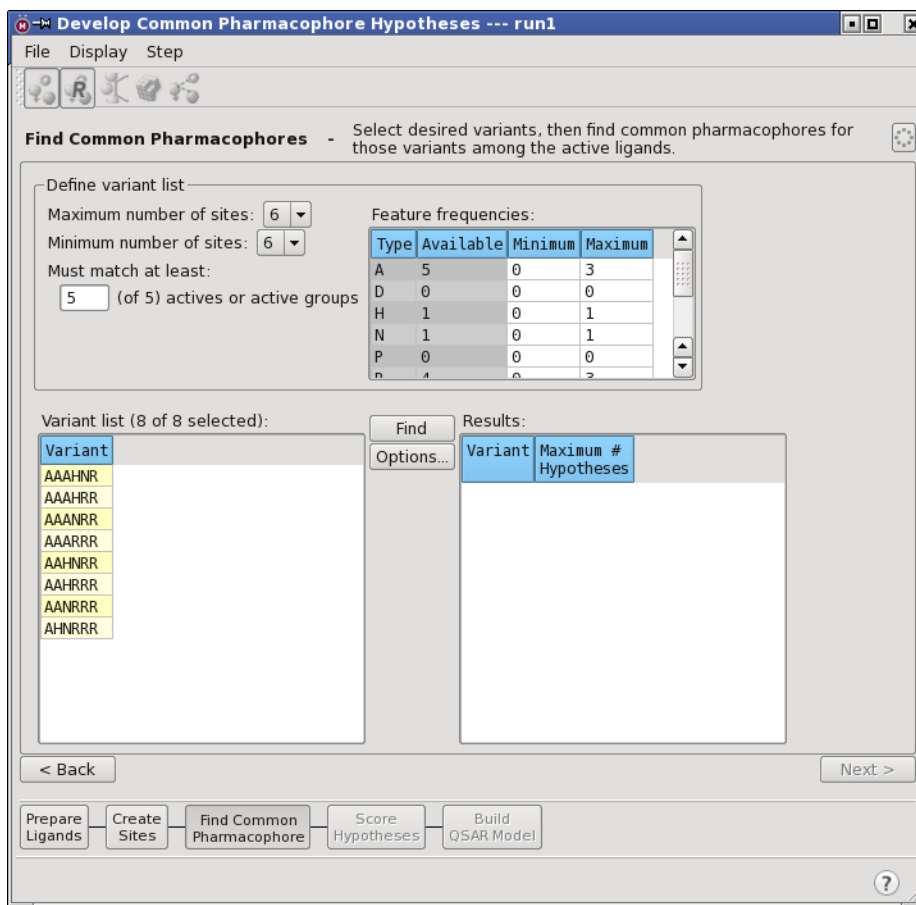 Develop Common Pharmacophore Hypotheses --- run1
File Display Step
R
Find Common Pharmacophores - Select desired variants, then find common pharmacophores for
those variants among the active ligands.
Define variant list
Maximum number of sites: 6
Minimum number of sites: 6
Must match at least:
5 (of 5) actives or active groups
Feature frequencies:
Type Available Minimum Maximum
A 5 0 3
D 0 0 0
H 1 0 1
N 1 0 1
P 0 0 0
R 4 0 3
Variant list (8 of 8 selected):
Variant
AAAHNR
AAAHRR
AAANRR
AAARRR
AAHNRR
AAHRRR
AANRRR
AHNRRR
Find
Options...
Results:
Variant Maximum #
Hypotheses
< Back
Next >
Prepare
Ligands
Create
Sites
Find Common
Pharmacophore
Score
Hypotheses
Build
QSAR Model
?